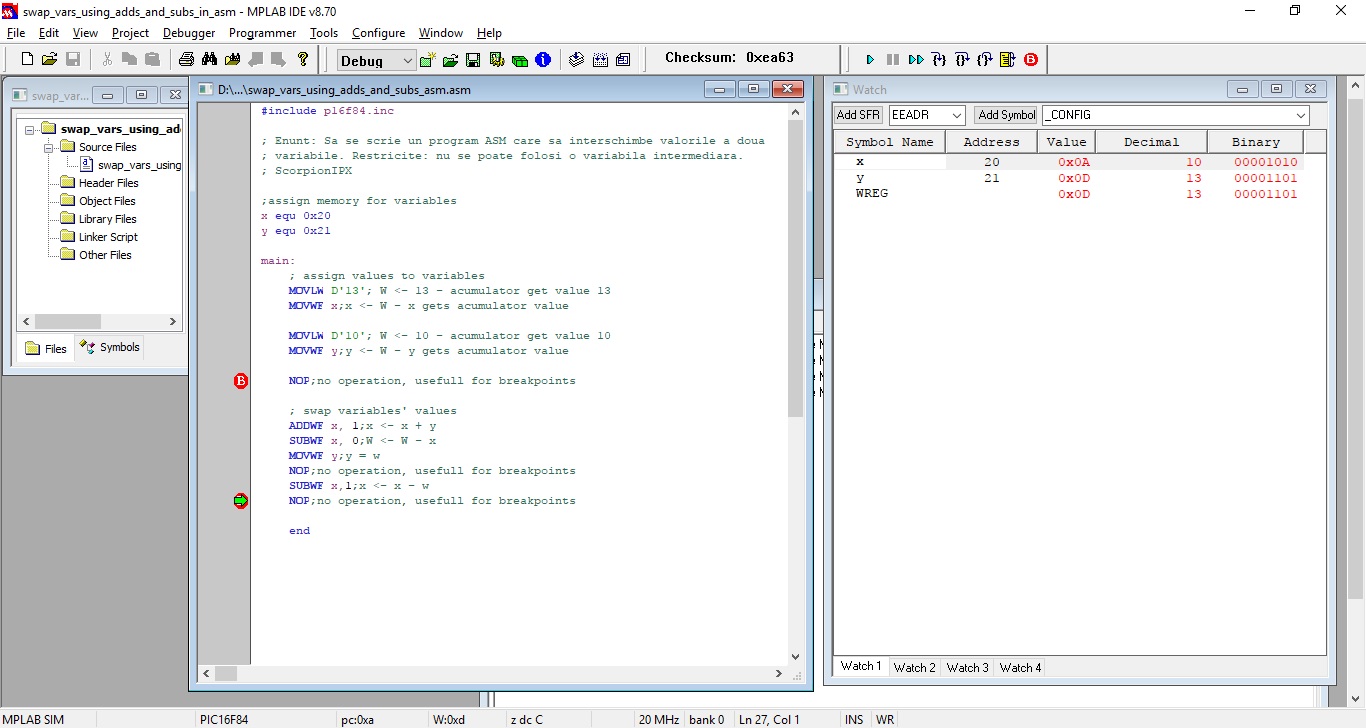 swap_vars_using_adds_and_subs_in_asm - MPLAB IDE v8.70
File Edit View Project Debugger Programmer Tools Configure Window Help
Debug
Checksum: 0xea63
swap_var...
swap_vars_using_ad
Source Files
swap_vars_using
Header Files
Object Files
Library Files
Linker Script
Other Files
Files
Symbols
D:\...\swap_vars_using_adds_and_subs_asm.asm
#include p16f84.inc
; Enunt: Sa se scrie un program ASM care sa interschimbe valorile a doua
; variabile. Restricite: nu se poate folosi o variabila intermediara.
; ScorpionIPX
;assign memory for variables
x equ 0x20
y equ 0x21
main:
; assign values to variables
MOVLW D'13'; W <- 13 - acumulator get value 13
MOVWF x;x <- W - x gets acumulator value
MOVLW D'10'; W <- 10 - acumulator get value 10
MOVWF y;y <- W - y gets acumulator value
B
NOP;no operation, usefull for breakpoints
; swap variables' values
ADDWF x, 1;x <- x + y
SUBWF x, 0;W <- W - x
MOVWF y;y = w
NOP;no operation, usefull for breakpoints
SUBWF x,1;x <- x - w
NOP;no operation, usefull for breakpoints
end
Watch
Add SFR EEADR Add Symbol _CONFIG
Symbol Name Address Value Decimal Binary
x 20 0x0A 10 00001010
y 21 0x0D 13 00001101
WREG 0x0D 13 00001101
Watch 1 Watch 2 Watch 3 Watch 4
MPLAB SIM PIC16F84 pc:0xa W:0xd z dc C 20 MHz bank 0 Ln 27, Col 1 INS WR